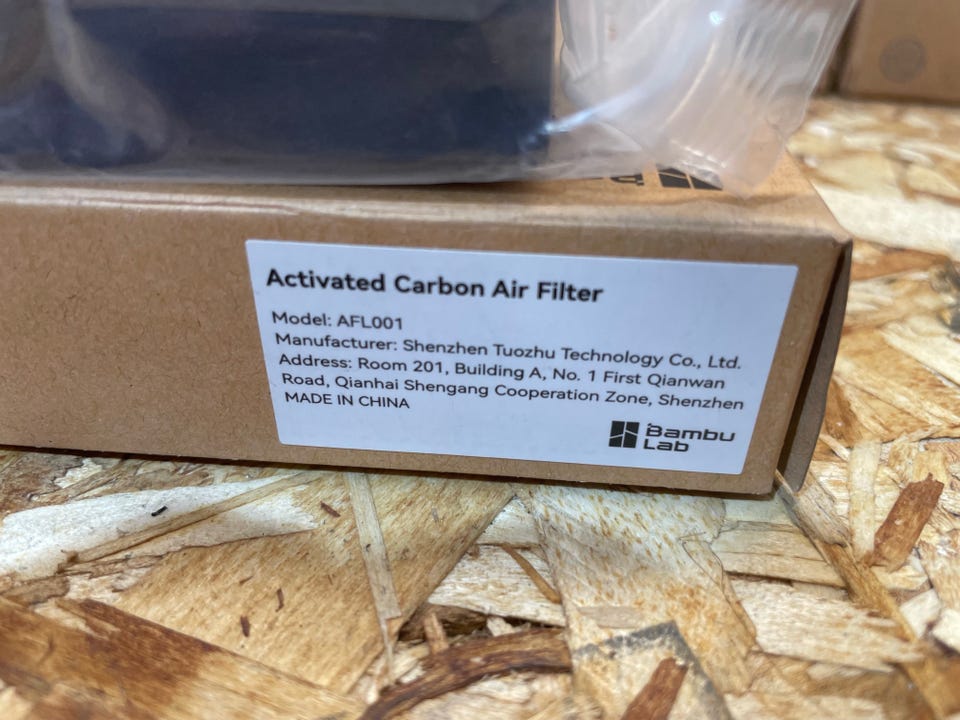 Activated Carbon Air Filter
Model: AFL001
Manufacturer: Shenzhen Tuozhu Technology Co., Ltd.
Address: Room 201, Building A, No. 1 First Qianwan
Road, Qianhai Shengang Cooperation Zone, Shenzhen
MADE IN CHINA
Bambu
Lab